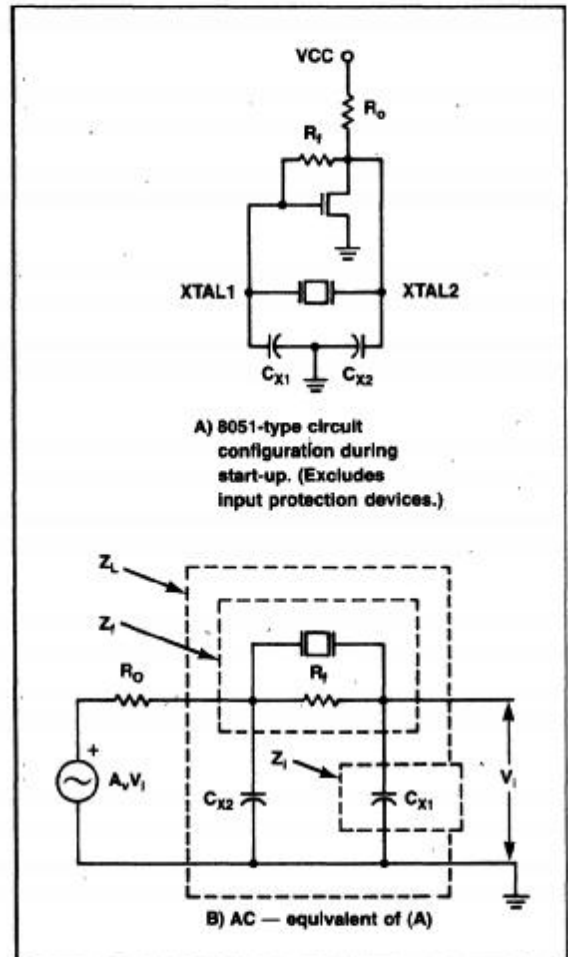 VCC
Ro
Rf
XTAL1
XTAL2
CX1
CX2
A) 8051-type circuit
configuration during
start-up. (Excludes
input protection devices.)
ZL
Zf
RO
Rf
Zi
AvVi
CX2
CX1
Vi
B) AC — equivalent of (A)